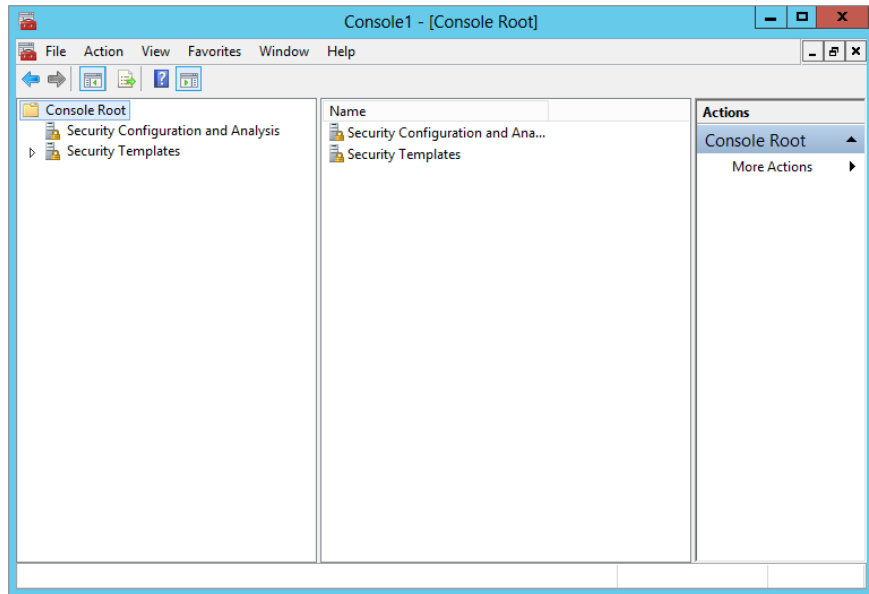 Console1 - [Console Root]
File Action View Favorites Window Help
Console Root
Security Configuration and Analysis
Security Templates
Name
Security Configuration and Ana...
Security Templates
Actions
Console Root
More Actions